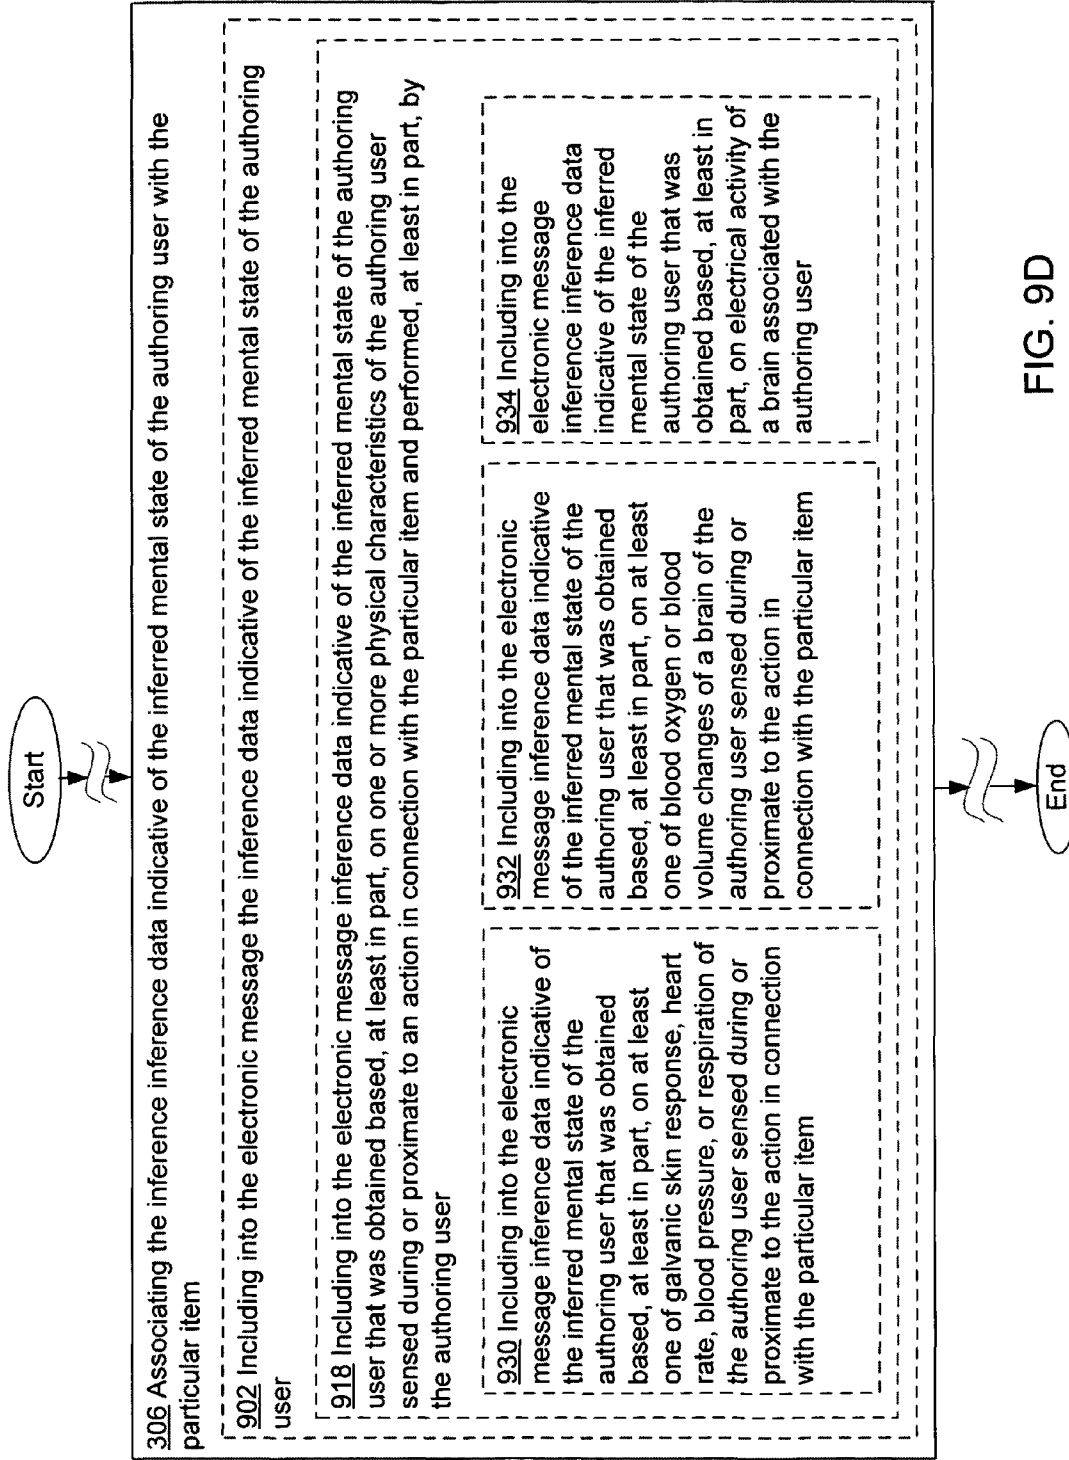 Start
306 Associating the inference inference data indicative of the inferred mental state of the authoring user with the
particular item
902 Including into the electronic message the inference data indicative of the inferred mental state of the authoring
user
918 Including into the electronic message inference data indicative of the inferred mental state of the authoring
user that was obtained based, at least in part, on one or more physical characteristics of the authoring user
sensed during or proximate to an action in connection with the particular item and performed, at least in part, by
the authoring user
930 Including into the electronic
message inference data indicative of
the inferred mental state of the
authoring user that was obtained
based, at least in part, on at least
one of galvanic skin response, heart
rate, blood pressure, or respiration of
the authoring user sensed during or
proximate to the action in connection
with the particular item
932 Including into the electronic
message inference data indicative
of the inferred mental state of the
authoring user that was obtained
based, at least in part, on at least
one of blood oxygen or blood
volume changes of a brain of the
authoring user sensed during or
proximate to the action in
connection with the particular item
934 Including into the
electronic message
inference inference data
indicative of the inferred
mental state of the
authoring user that was
obtained based, at least in
part, on electrical activity of
a brain associated with the
authoring user
End
FIG. 9D